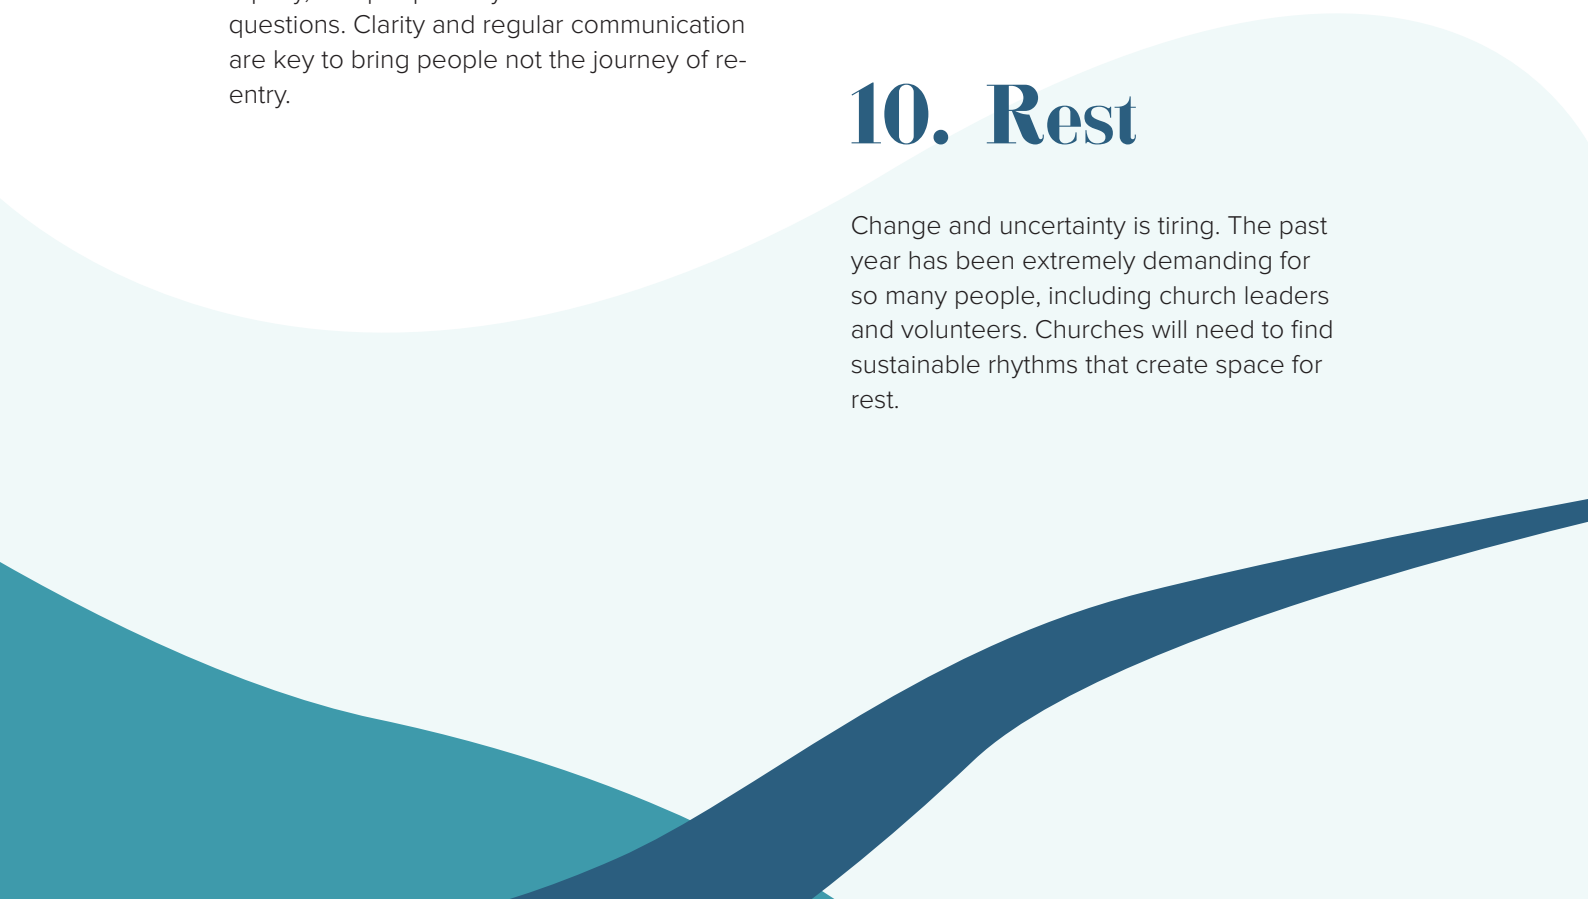 questions. Clarity and regular communication
are key to bring people not the journey of re-
entry.
10. Rest
Change and uncertainty is tiring. The past
year has been extremely demanding for
so many people, including church leaders
and volunteers. Churches will need to find
sustainable rhythms that create space for
rest.